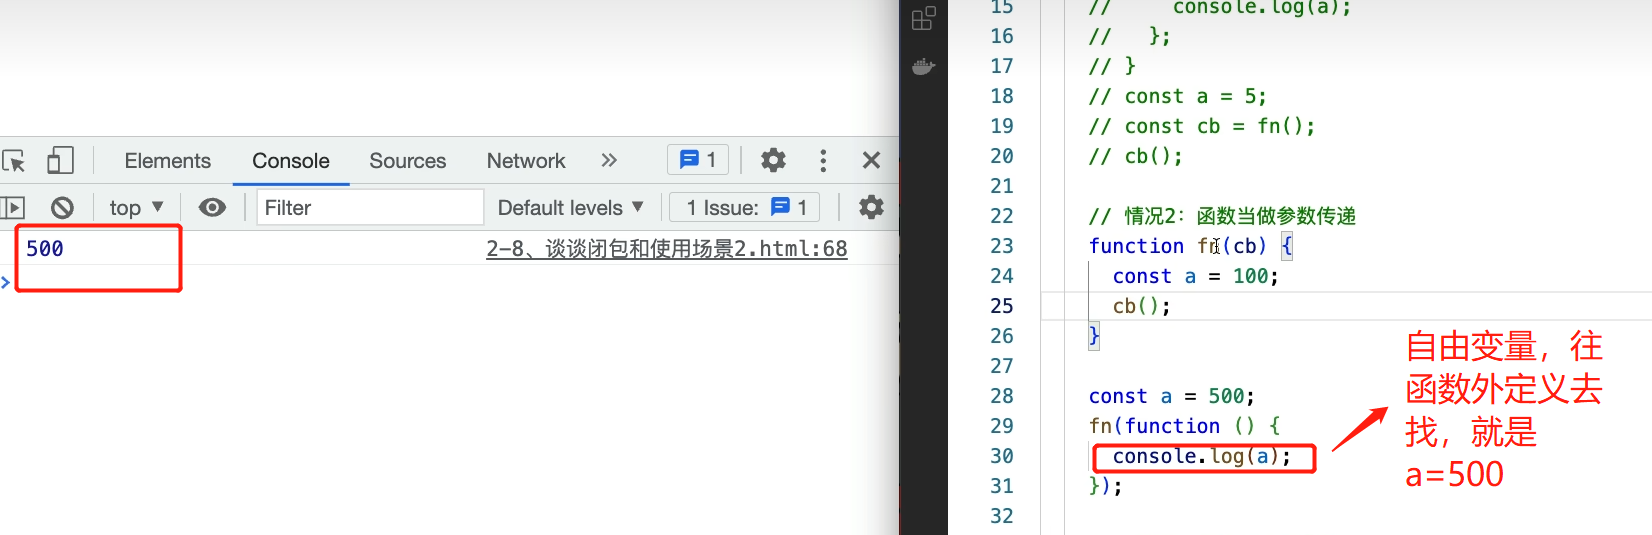 Elements Console Sources Network » 1
top ▼ Filter Default levels ▼ 1 Issue: 1
500 2-8、谈谈闭包和使用场景2.html:68
>
15 //     console.log(a);
16 //   };
17 // }
18 // const a = 5;
19 // const cb = fn();
20 // cb();
21
22 // 情况2：函数当做参数传递
23 function fn(cb) {
24   const a = 100;
25   cb();
26 }
27
28 const a = 500;
29 fn(function () {
30   console.log(a);
31 });
32
自由变量，往
函数外定义去
找，就是
a=500